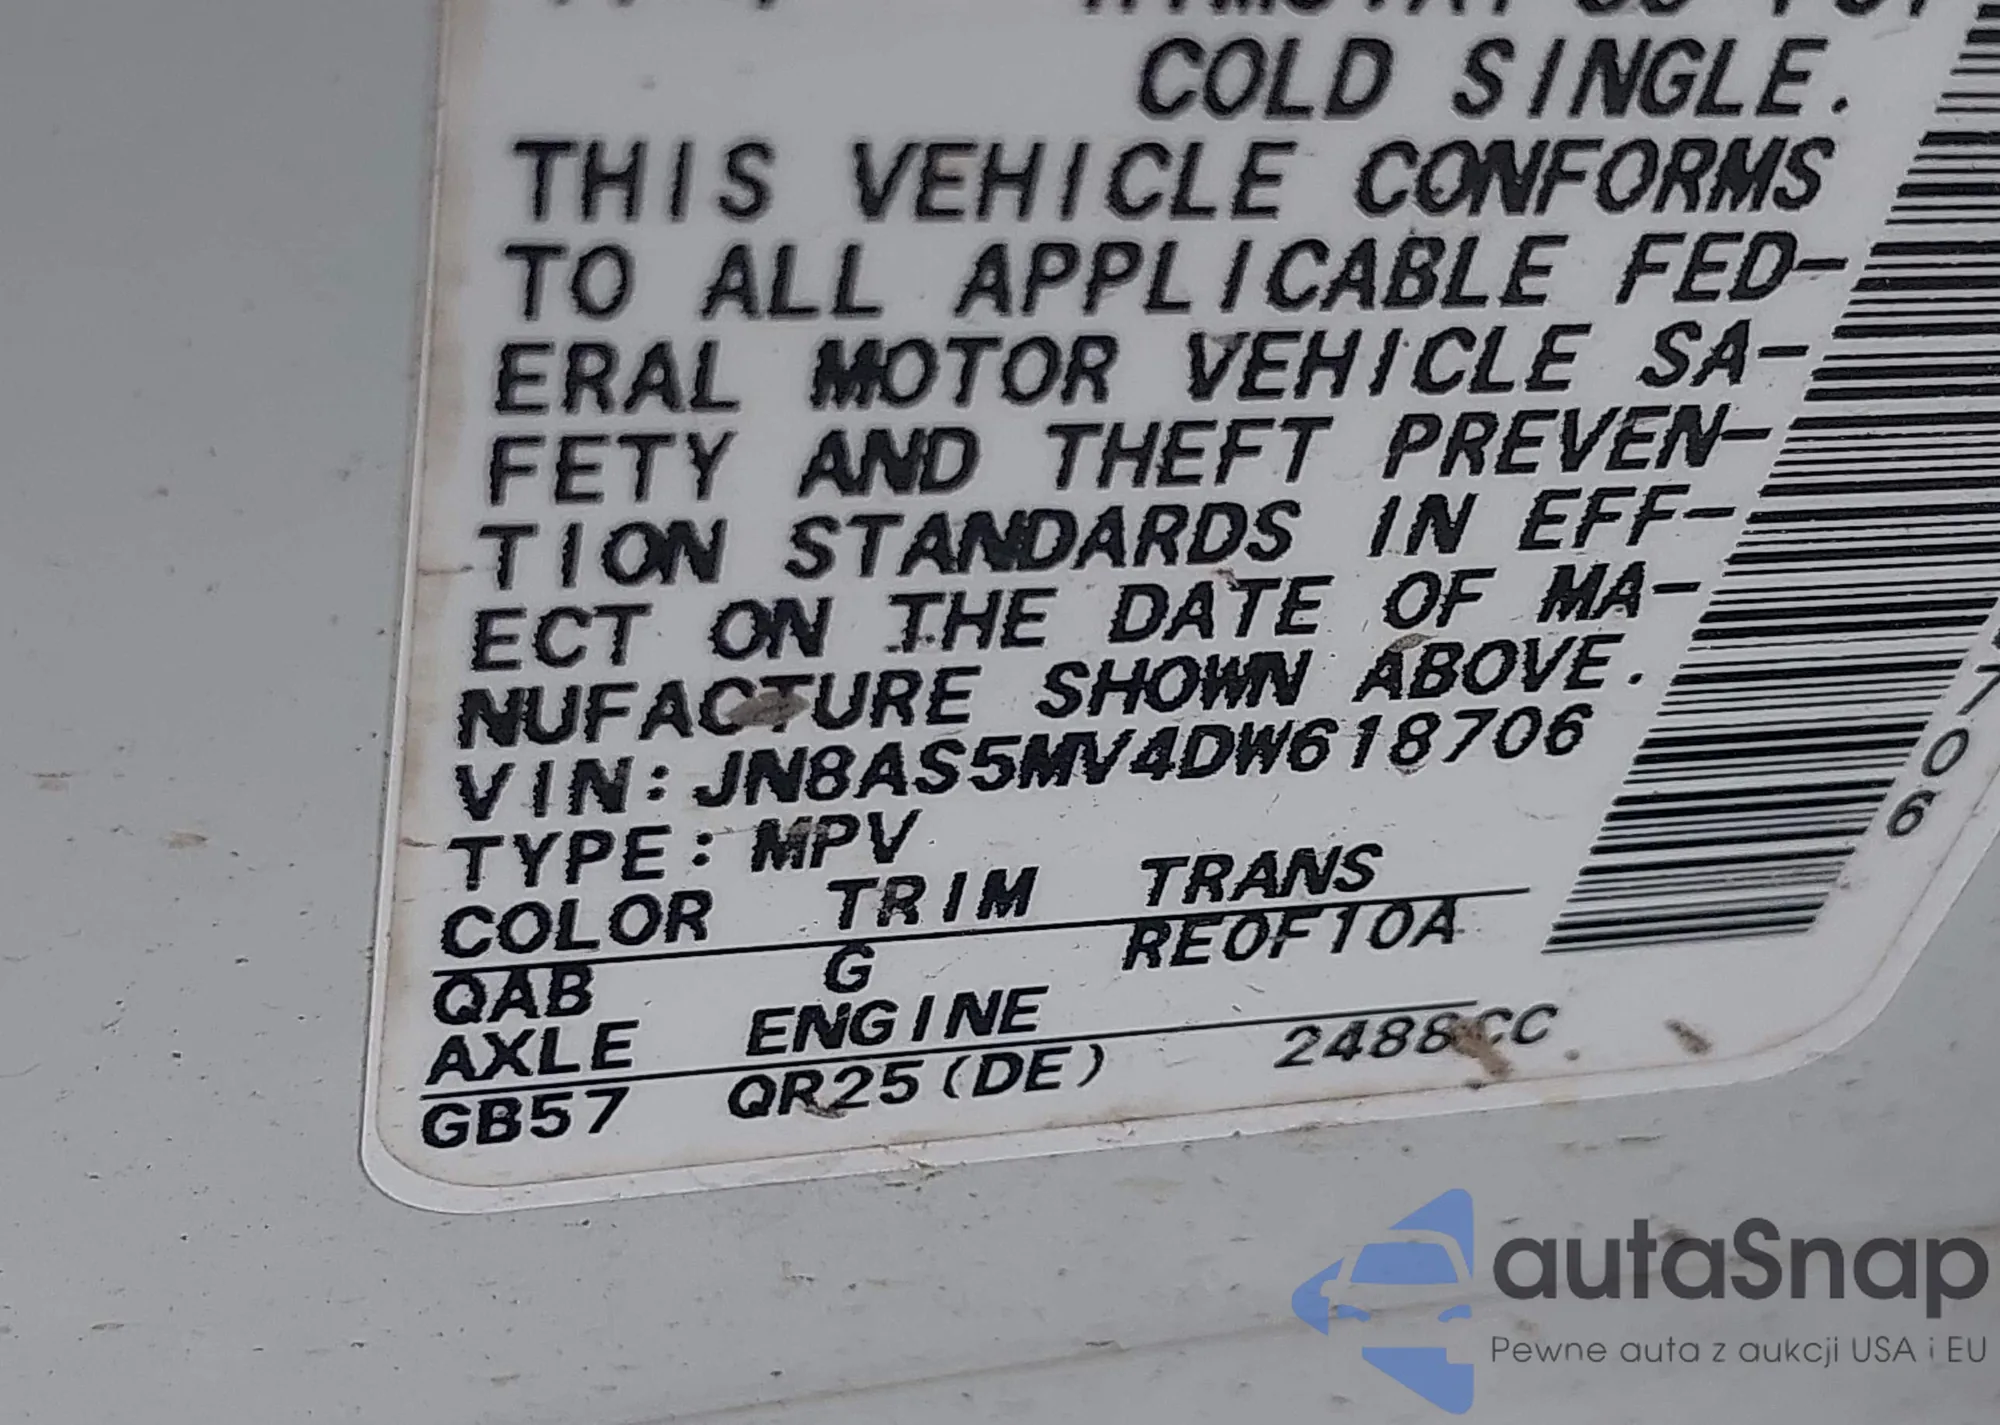 COLD SINGLE.
THIS VEHICLE CONFORMS
TO ALL APPLICABLE FED-
ERAL MOTOR VEHICLE SA-
FETY AND THEFT PREVEN-
TION STANDARDS IN EFF-
ECT ON THE DATE OF MA-
NUFACTURE SHOWN ABOVE.
VIN: JN8AS5MV4DW618706
TYPE: MPV
COLOR TRIM TRANS
QAB G RE0F10A
AXLE ENGINE
GB57 QR25(DE) 2488CC
706
autaSnap
Pewne auta z aukcji USA i EU